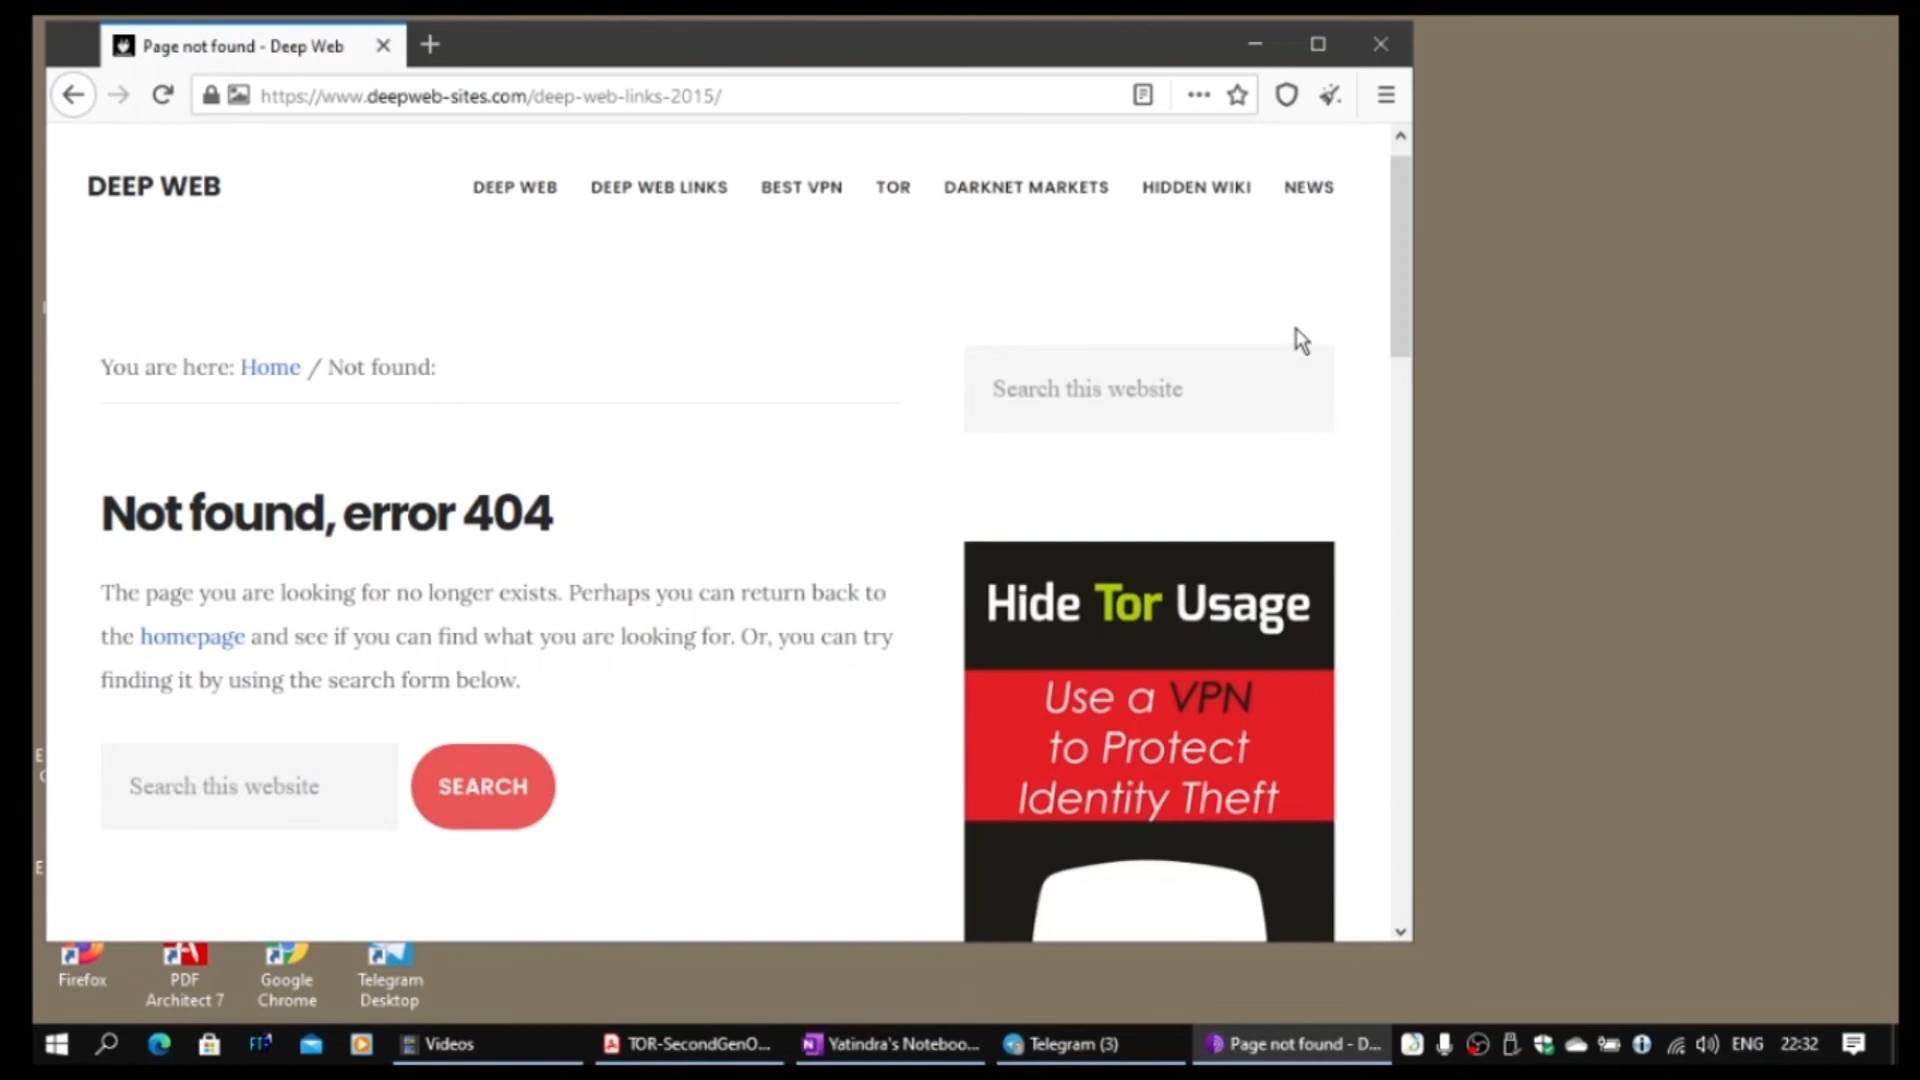 Page not found - Deep Web
https://www.deepweb-sites.com/deep-web-links-2015/
DEEP WEB
DEEP WEB
DEEP WEB LINKS
BEST VPN
TOR
DARKNET MARKETS
HIDDEN WIKI
NEWS
You are here: Home / Not found:
Search this website
Not found, error 404
The page you are looking for no longer exists. Perhaps you can return back to
the homepage and see if you can find what you are looking for. Or, you can try
finding it by using the search form below.
Search this website
SEARCH
Hide Tor Usage
Use a VPN
to Protect
Identity Theft
Firefox
PDF
Architect 7
Google
Chrome
Telegram
Desktop
Videos
TOR-SecondGenO...
Yatindra's Noteboo...
Telegram (3)
Page not found - D...
ENG
22:32